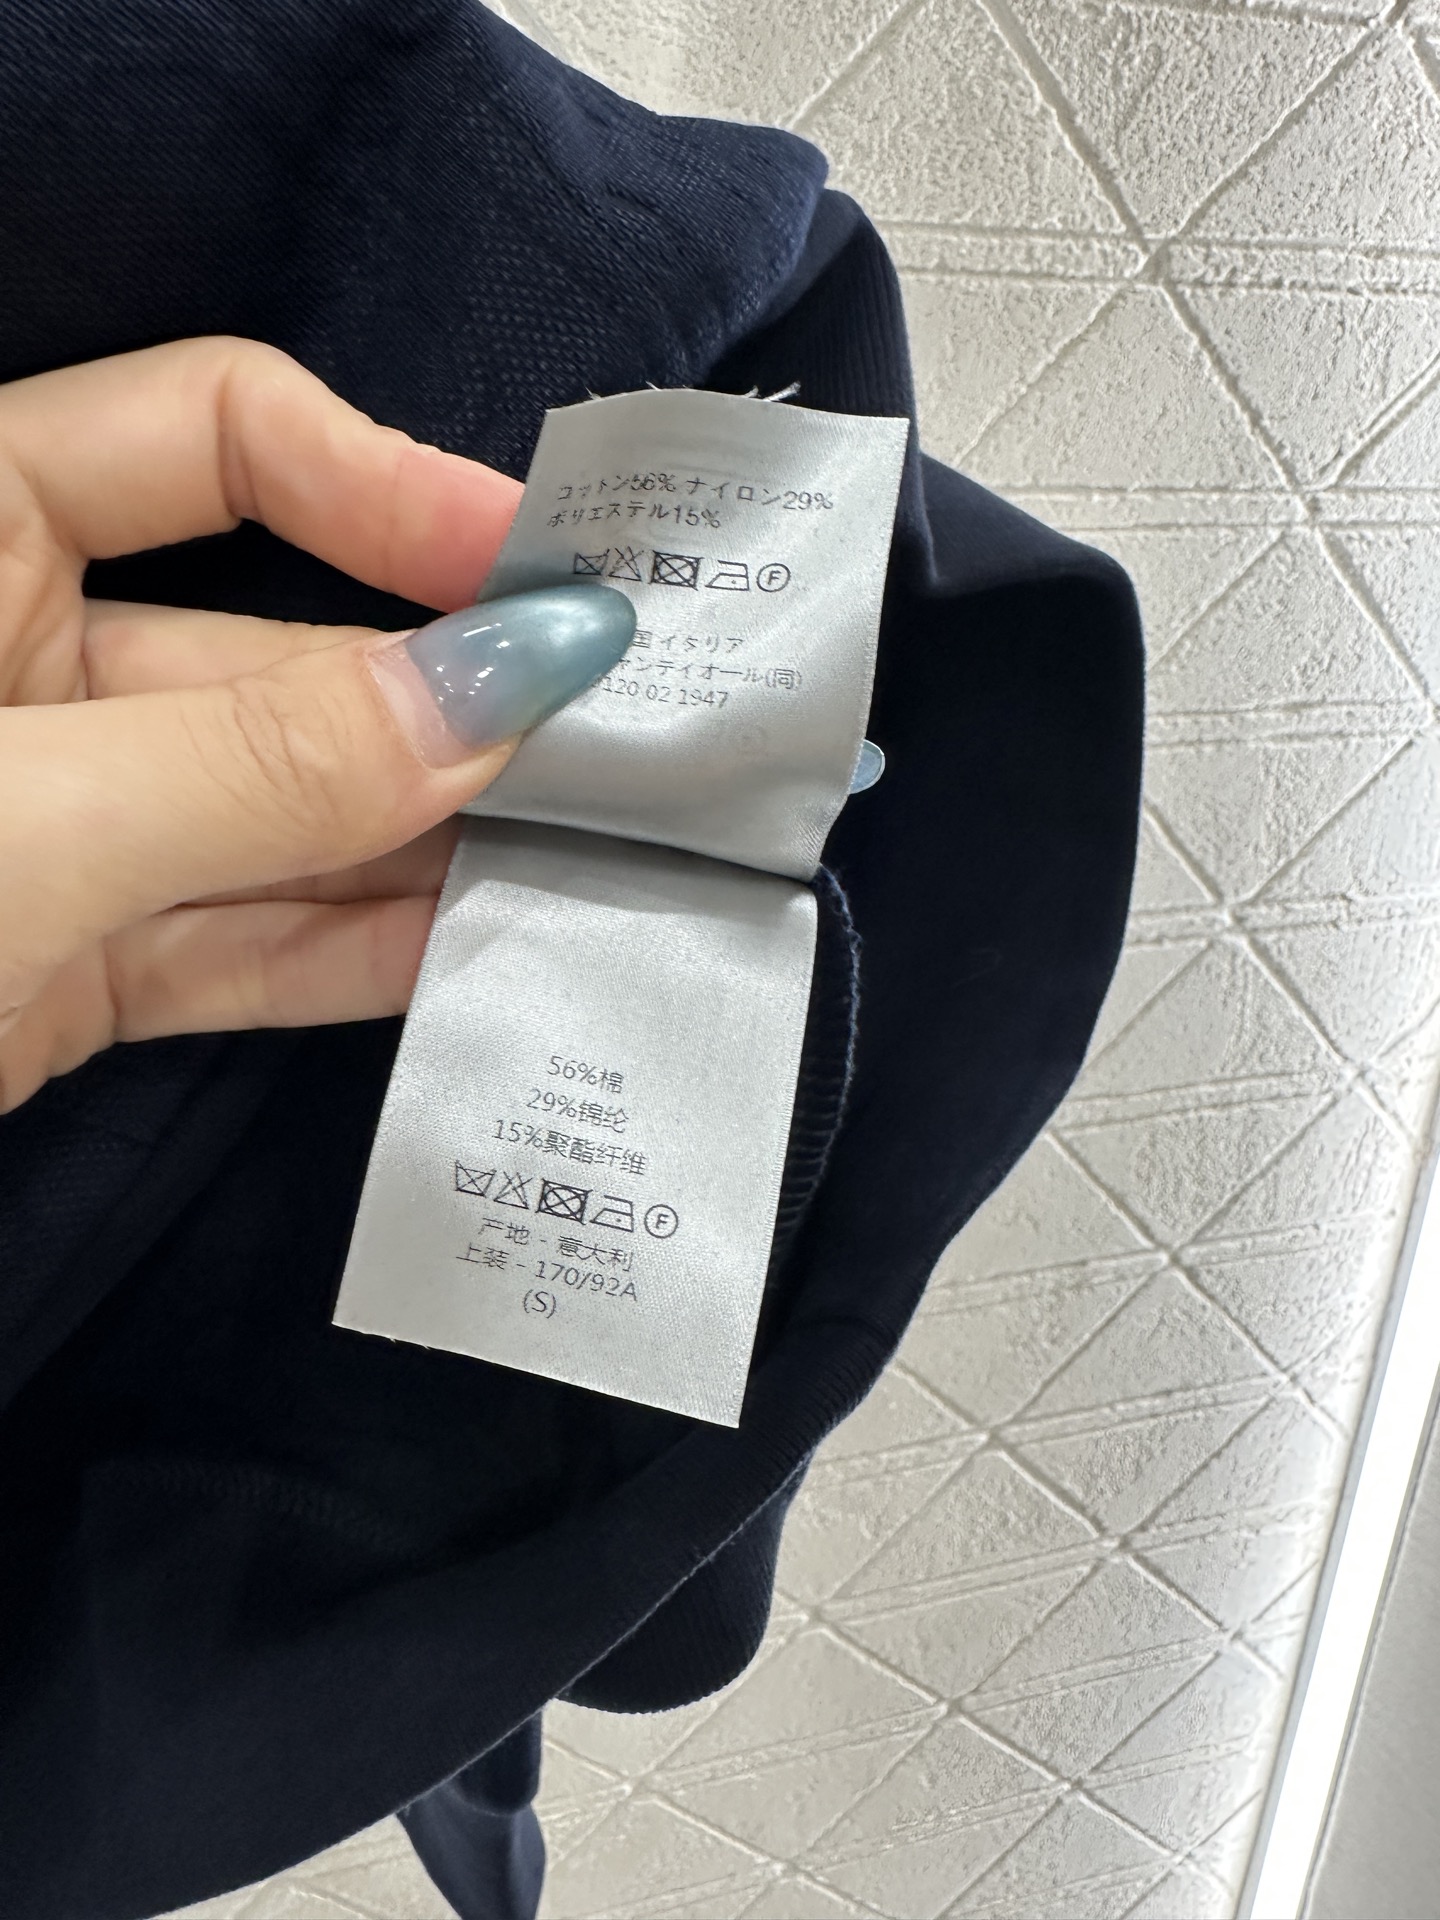 コットン56% ナイロン29%
ポリエステル15%
F
国 イタリア
ャンティオール(同)
0120 02 1947
56%棉
29%锦纶
15%聚酯纤维
F
产地 - 意大利
上装 - 170/92A
(S)